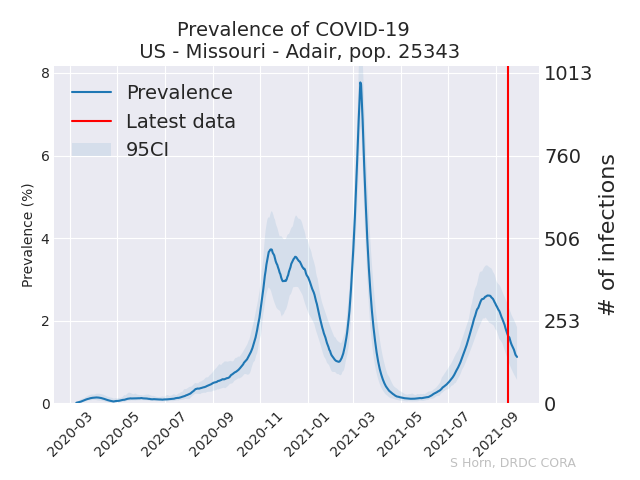 Prevalence of COVID-19
US - Missouri - Adair, pop. 25343
Prevalence
Latest data
95CI
Prevalence (%)
8
6
4
2
0
# of infections
1013
760
506
253
0
2020-03
2020-05
2020-07
2020-09
2020-11
2021-01
2021-03
2021-05
2021-07
2021-09
S Horn, DRDC CORA